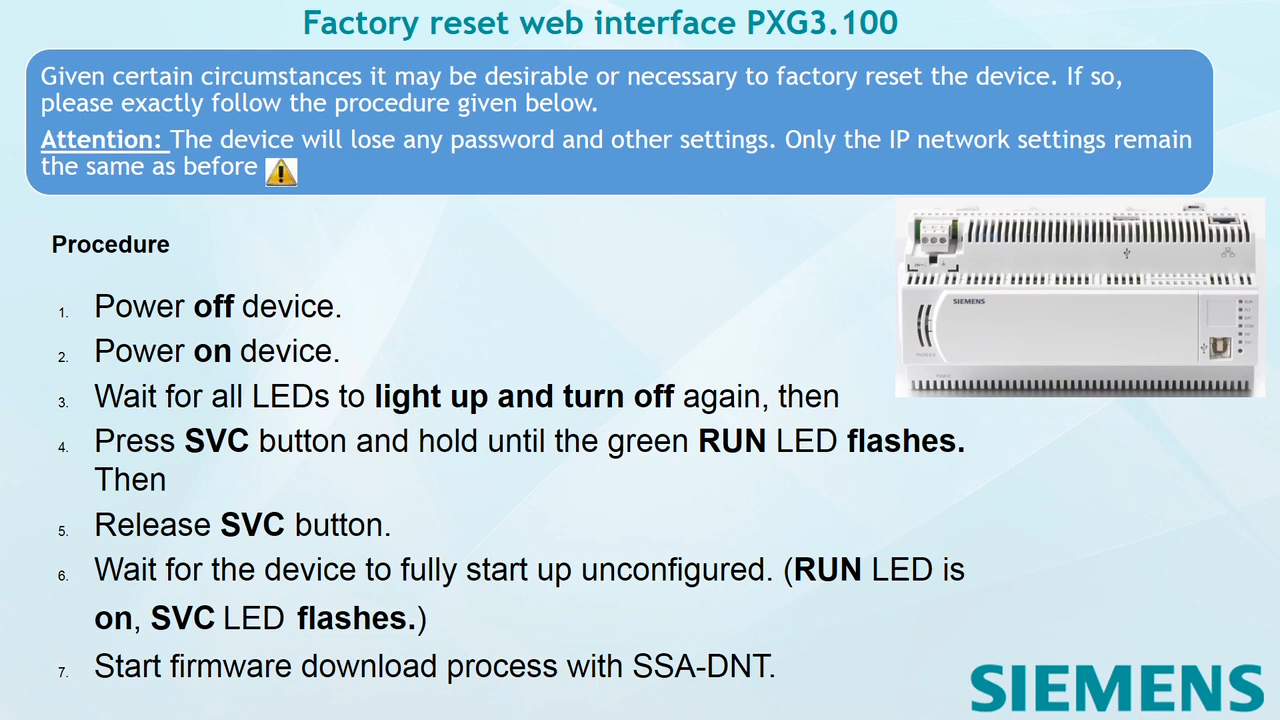 Factory reset web interface PXG3.100
Given certain circumstances it may be desirable or necessary to factory reset the device. If so,
please exactly follow the procedure given below.
Attention: The device will lose any password and other settings. Only the IP network settings remain
the same as before
Procedure
1. Power off device.
2. Power on device.
3. Wait for all LEDs to light up and turn off again, then
4. Press SVC button and hold until the green RUN LED flashes.
Then
5. Release SVC button.
6. Wait for the device to fully start up unconfigured. (RUN LED is
on, SVC LED flashes.)
7. Start firmware download process with SSA-DNT.
SIEMENS
SIEMENS